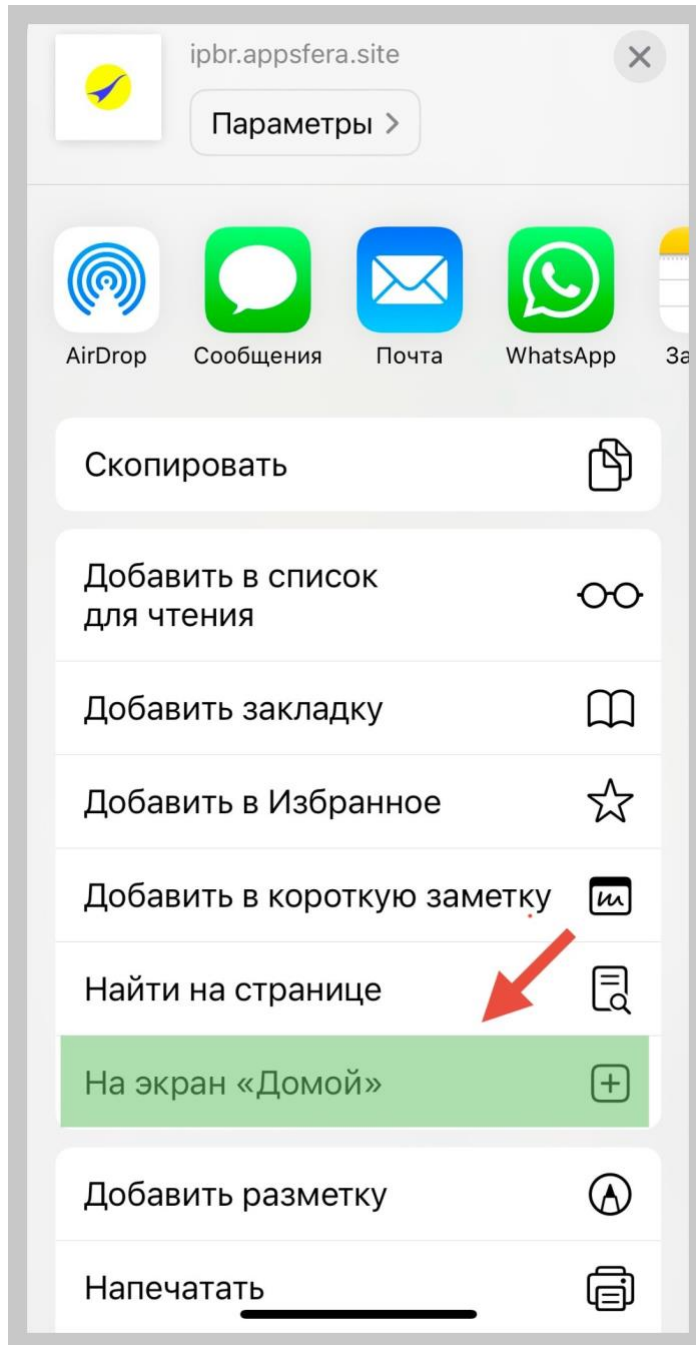 ipbr.appsfera.site
Параметры
AirDrop Сообщения Почта WhatsApp За
Скопировать
Добавить в список
для чтения
Добавить закладку
Добавить в Избранное
Добавить в короткую заметку
Найти на странице
На экран «Домой»
Добавить разметку
Напечатать